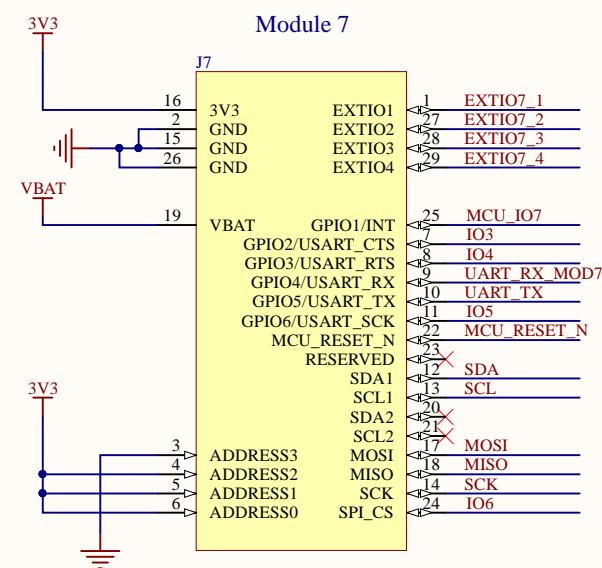 Module 7
3V3
J7
16 3V3 EXTIO1 1 EXTIO7_1
2 GND EXTIO2 27 EXTIO7_2
15 GND EXTIO3 28 EXTIO7_3
26 GND EXTIO4 29 EXTIO7_4
VBAT
19 VBAT GPIO1/INT 25 MCU_IO7
GPIO2/USART_CTS 7 IO3
GPIO3/USART_RTS 8 IO4
GPIO4/USART_RX 9 UART_RX_MOD7
GPIO5/USART_TX 10 UART_TX
GPIO6/USART_SCK 11 IO5
MCU_RESET_N 22 MCU_RESET_N
RESERVED 23
SDA1 12 SDA
3V3
SCL1 13 SCL
SDA2 20
SCL2 21
3 ADDRESS3 MOSI 17 MOSI
4 ADDRESS2 MISO 18 MISO
5 ADDRESS1 SCK 14 SCK
6 ADDRESS0 SPI_CS 24 IO6